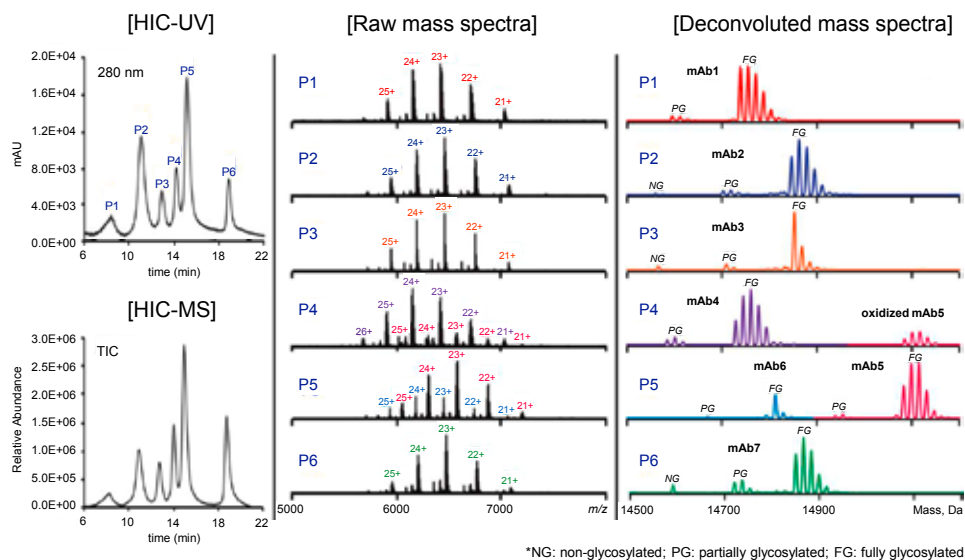 [HIC-UV]
[Raw mass spectra]
[Deconvoluted mass spectra]
2.0E+04
1.6E+04
1.2E+04
8.0E+03
4.0E+03
0.0E+00
mAU
280 nm
P1
P2
P3
P4
P5
P6
6 10 14 18 22
time (min)
[HIC-MS]
3.0E+6
2.5E+6
2.0E+6
1.5E+6
1.0E+6
5.0E+05
0.0E+00
Relative Abundance
TIC
6 10 14 18 22
time (min)
P1
25+ 24+ 23+ 22+ 21+
P2
25+ 24+ 23+ 22+ 21+
P3
25+ 24+ 23+ 22+ 21+
P4
26+ 25+ 25+ 24+ 24+ 23+ 23+ 22+ 22+ 21+ 21+
P5
25+ 25+ 24+ 24+ 23+ 23+ 22+ 22+ 21+ 21+
P6
25+ 24+ 23+ 22+ 21+
5000 6000 7000 m/z
P1 mAb1 PG FG
P2 mAb2 NG PG FG
P3 mAb3 NG PG FG
P4 mAb4 PG FG oxidized mAb5
P5 mAb6 mAb5 PG FG PG FG
P6 mAb7 NG PG FG
14500 14700 14900 Mass, Da
*NG: non-glycosylated; PG: partially glycosylated; FG: fully glycosylated